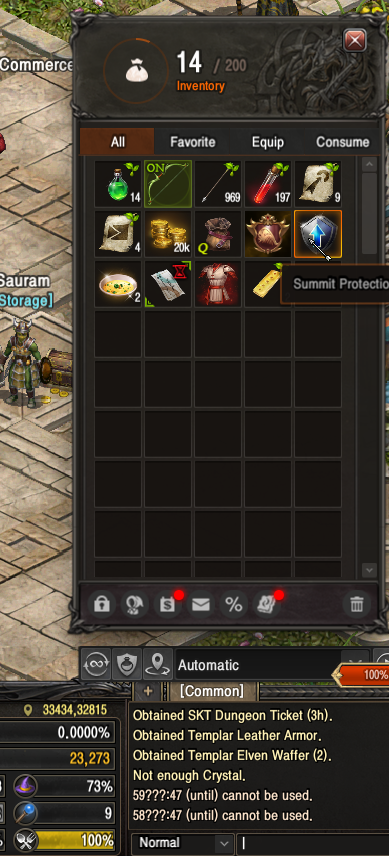 Commerce
14 / 200
Inventory
All Favorite Equip Consume
14 ON 969 197 9
4 20k Q
Sauram
[Storage]
× 2
Summit Protectio
Automatic
100%
[Common]
33434,32815
0.0000%
23,273
73%
9
100%
Obtained SKT Dungeon Ticket (3h).
Obtained Templar Leather Armor.
Obtained Templar Elven Waffer (2).
Not enough Crystal.
59???:47 (until) cannot be used.
58???:47 (until) cannot be used.
Normal